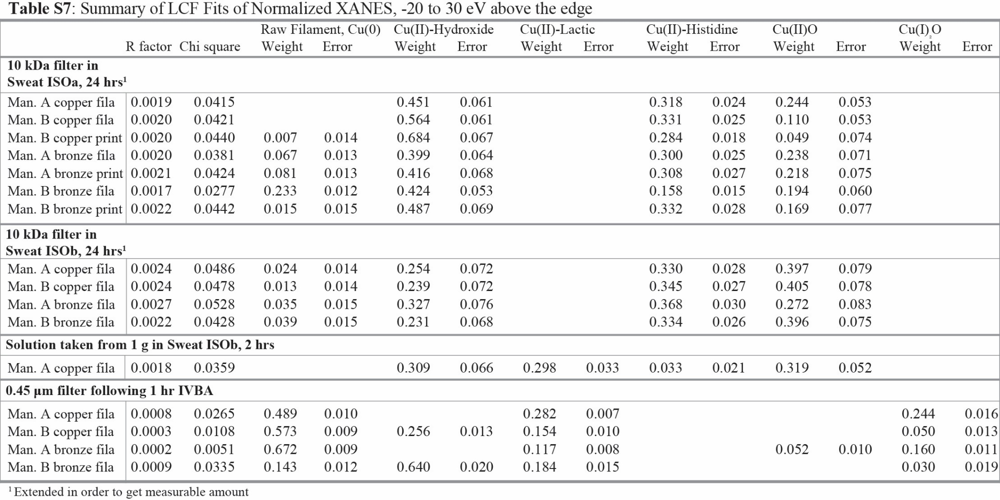 Table S7: Summary of LCF Fits of Normalized XANES, -20 to 30 eV above the edge
Raw Filament, Cu(0) Cu(II)-Hydroxide Cu(II)-Lactic Cu(II)-Histidine Cu(II)O Cu(I)₂O
R factor Chi square Weight Error Weight Error Weight Error Weight Error Weight Error Weight Error
10 kDa filter in
Sweat ISOa, 24 hrs¹
Man. A copper fila 0.0019 0.0415 0.451 0.061 0.318 0.024 0.244 0.053
Man. B copper fila 0.0020 0.0421 0.564 0.061 0.331 0.025 0.110 0.053
Man. B copper print 0.0020 0.0440 0.007 0.014 0.684 0.067 0.284 0.018 0.049 0.074
Man. A bronze fila 0.0020 0.0381 0.067 0.013 0.399 0.064 0.300 0.025 0.238 0.071
Man. A bronze print 0.0021 0.0424 0.081 0.013 0.416 0.068 0.308 0.027 0.218 0.075
Man. B bronze fila 0.0017 0.0277 0.233 0.012 0.424 0.053 0.158 0.015 0.194 0.060
Man. B bronze print 0.0022 0.0442 0.015 0.015 0.487 0.069 0.332 0.028 0.169 0.077
10 kDa filter in
Sweat ISOb, 24 hrs¹
Man. A copper fila 0.0024 0.0486 0.024 0.014 0.254 0.072 0.330 0.028 0.397 0.079
Man. B copper fila 0.0024 0.0478 0.013 0.014 0.239 0.072 0.345 0.027 0.405 0.078
Man. A bronze fila 0.0027 0.0528 0.035 0.015 0.327 0.076 0.368 0.030 0.272 0.083
Man. B bronze fila 0.0022 0.0428 0.039 0.015 0.231 0.068 0.334 0.026 0.396 0.075
Solution taken from 1 g in Sweat ISOb, 2 hrs
Man. A copper fila 0.0018 0.0359 0.309 0.066 0.298 0.033 0.033 0.021 0.319 0.052
0.45 µm filter following 1 hr IVBA
Man. A copper fila 0.0008 0.0265 0.489 0.010 0.282 0.007 0.244 0.016
Man. B copper fila 0.0003 0.0108 0.573 0.009 0.256 0.013 0.154 0.010 0.050 0.013
Man. A bronze fila 0.0002 0.0051 0.672 0.009 0.117 0.008 0.052 0.010 0.160 0.011
Man. B bronze fila 0.0009 0.0335 0.143 0.012 0.640 0.020 0.184 0.015 0.030 0.019
¹ Extended in order to get measurable amount